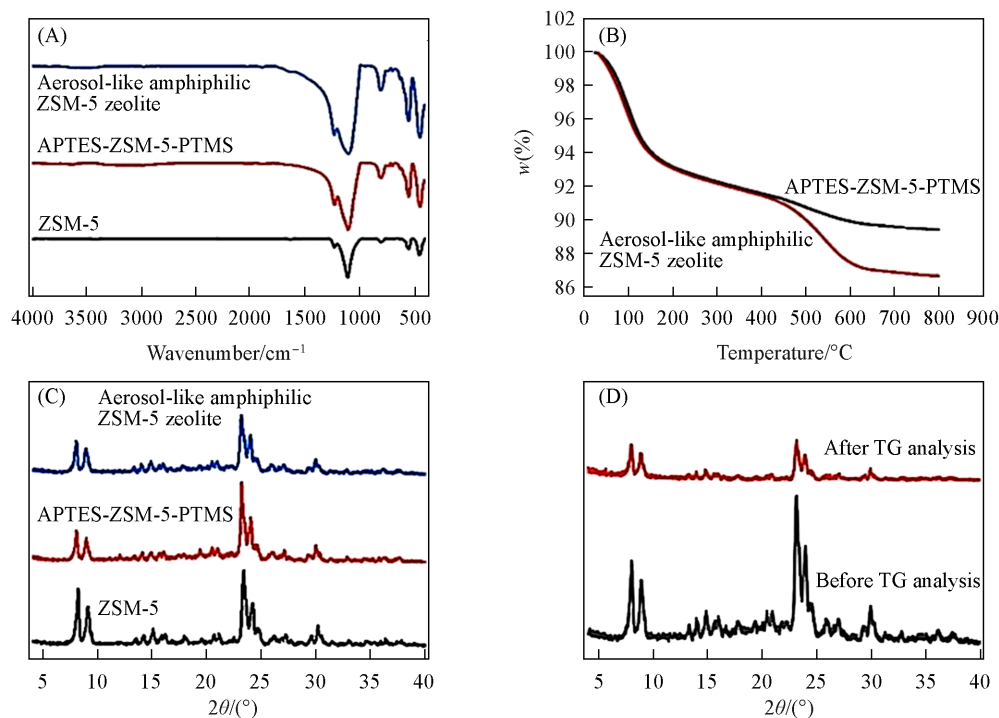 (A)
Aerosol-like amphiphilic
ZSM-5 zeolite
APTES-ZSM-5-PTMS
ZSM-5
4000 3500 3000 2500 2000 1500 1000 500
Wavenumber/cm⁻¹
(B)
102
100
98
96
94
92
90
88
86
w(%)
APTES-ZSM-5-PTMS
Aerosol-like amphiphilic
ZSM-5 zeolite
0 100 200 300 400 500 600 700 800 900
Temperature/°C
(C)
Aerosol-like amphiphilic
ZSM-5 zeolite
APTES-ZSM-5-PTMS
ZSM-5
5 10 15 20 25 30 35 40
2θ/(°)
(D)
After TG analysis
Before TG analysis
5 10 15 20 25 30 35 40
2θ/(°)